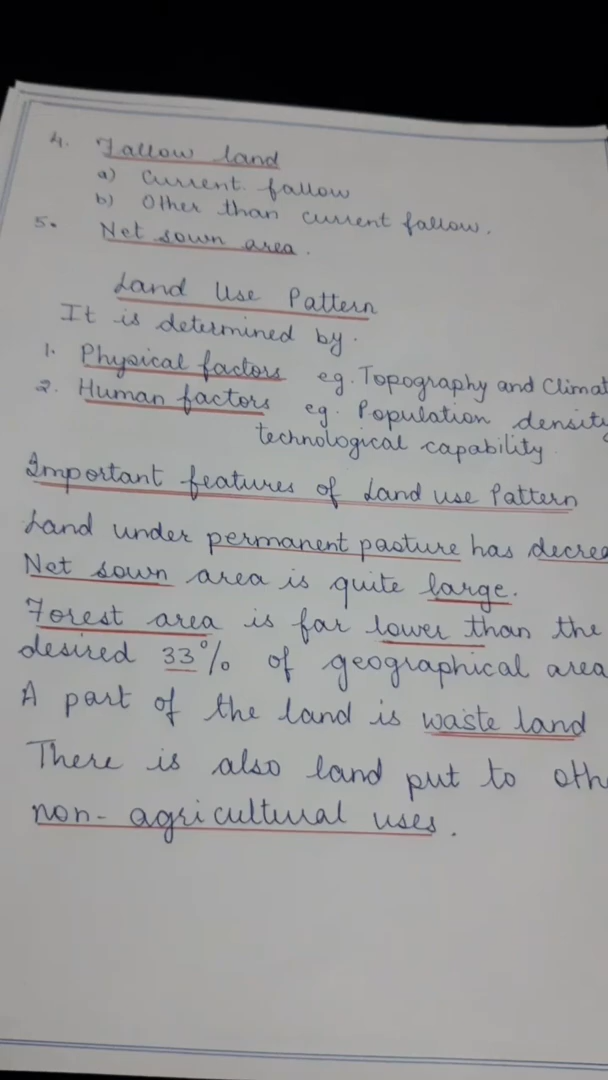 4. Fallow land
a) Current fallow
b) Other than current fallow.
5. Net sown area.
Land Use Pattern
It is determined by.
1. Physical factors eg. Topography and Climat
2. Human factors eg. Population density
technological capability.
Important features of Land use Pattern
Land under permanent pasture has decrea
Net sown area is quite large.
Forest area is far lower than the
desired 33% of geographical area
A part of the land is waste land
There is also land put to oth
non-agricultural uses.